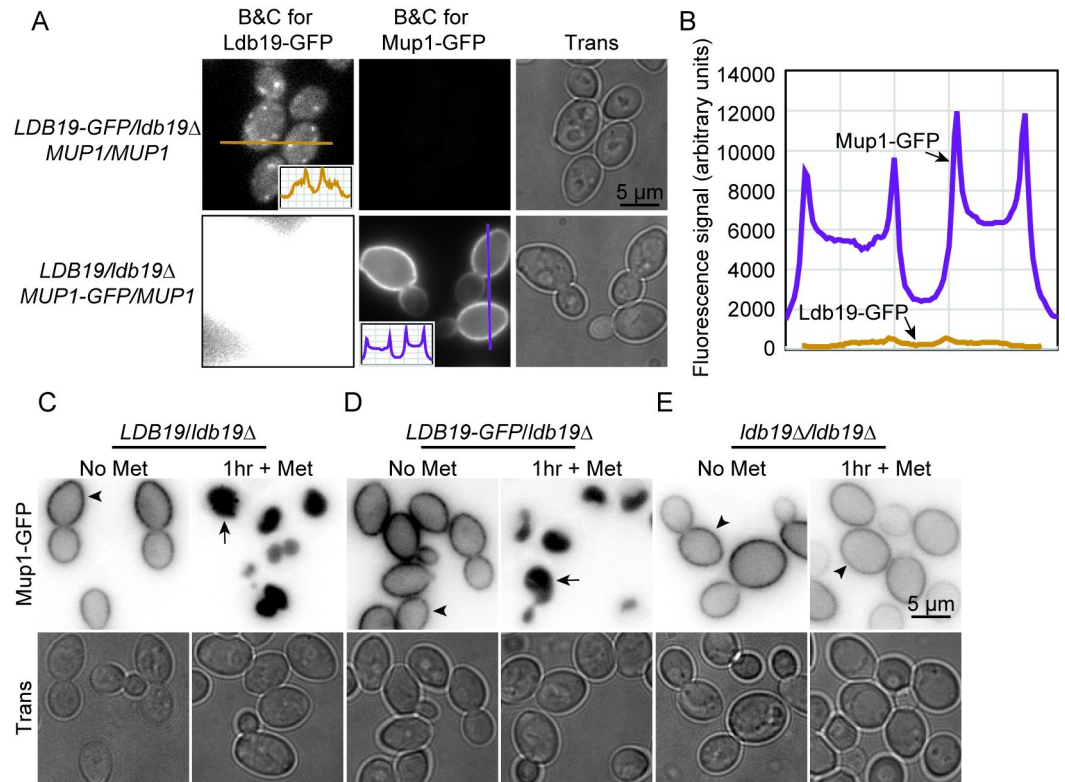 A
B&C for
Ldb19-GFP
B&C for
Mup1-GFP
Trans
LDB19-GFP/ldb19Δ
MUP1/MUP1
5 µm
LDB19/ldb19Δ
MUP1-GFP/MUP1
B
Fluorescence signal (arbitrary units)
14000
12000
10000
8000
6000
4000
2000
0
Mup1-GFP
Ldb19-GFP
C
LDB19/ldb19Δ
No Met
1hr + Met
D
LDB19-GFP/ldb19Δ
No Met
1hr + Met
E
ldb19Δ/ldb19Δ
No Met
1hr + Met
Mup1-GFP
5 µm
Trans